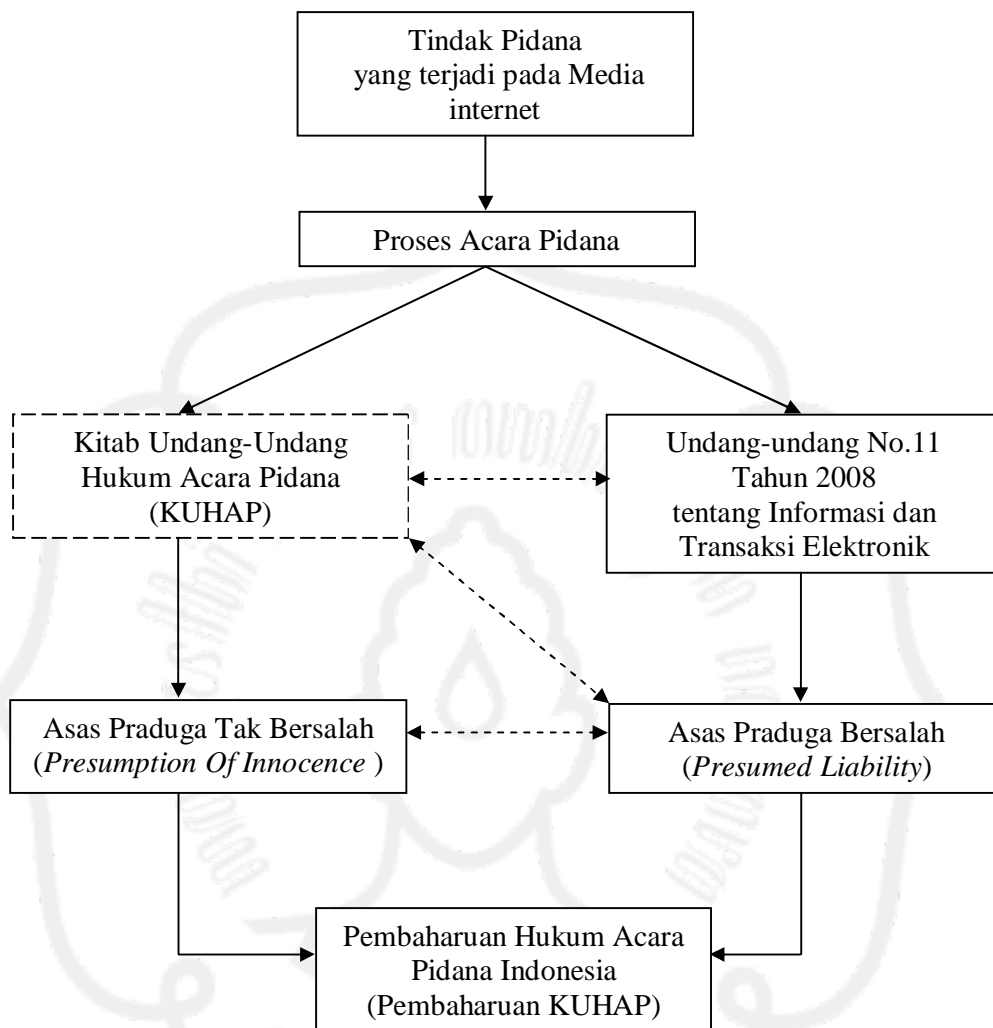 Tindak Pidana
yang terjadi pada Media
internet
Proses Acara Pidana
Kitab Undang-Undang
Hukum Acara Pidana
(KUHAP)
Undang-undang No.11
Tahun 2008
tentang Informasi dan
Transaksi Elektronik
Asas Praduga Tak Bersalah
(Presumption Of Innocence )
Asas Praduga Bersalah
(Presumed Liability)
Pembaharuan Hukum Acara
Pidana Indonesia
(Pembaharuan KUHAP)